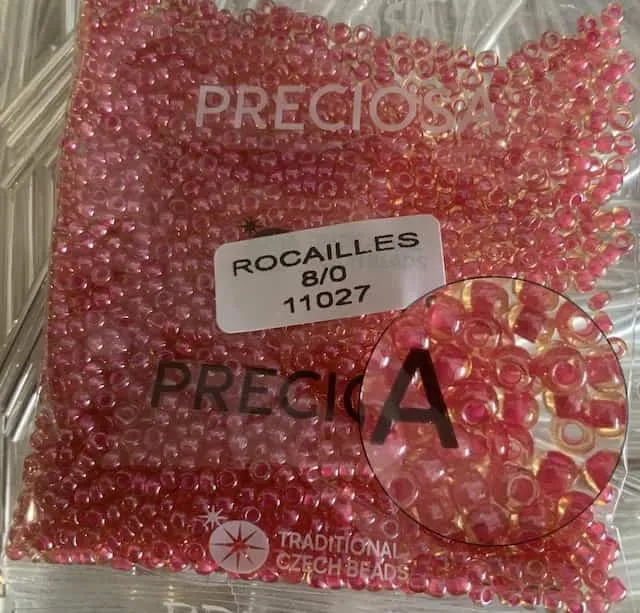 PRECIOSA
ROCAILLES
8/0
11027
PRECIOSA
TRADITIONAL
CZECH BEADS